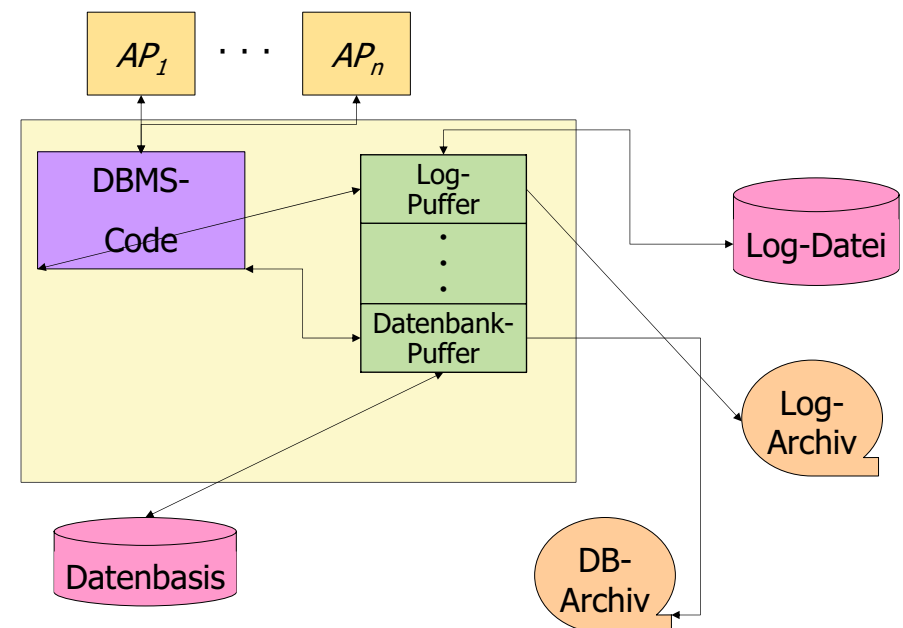 AP1 · · · APn
DBMS-
Code
Log-
Puffer
·
·
·
Datenbank-
Puffer
Log-Datei
Log-
Archiv
Datenbasis
DB-
Archiv